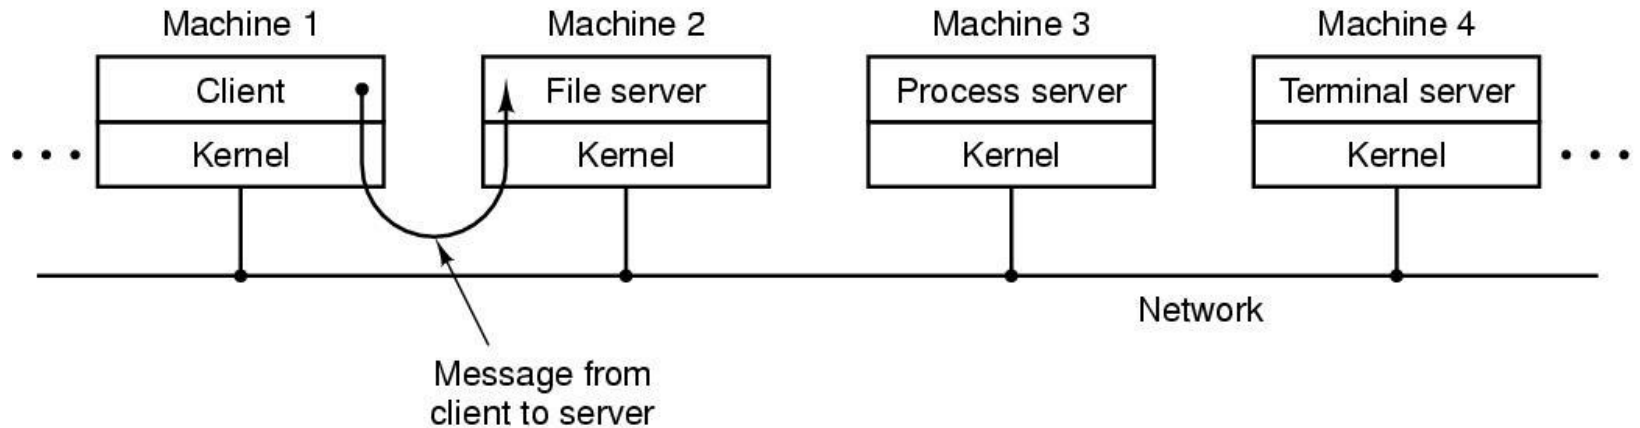 Machine 1
Machine 2
Machine 3
Machine 4
Client
File server
Process server
Terminal server
Kernel
Kernel
Kernel
Kernel
Network
Message from
client to server